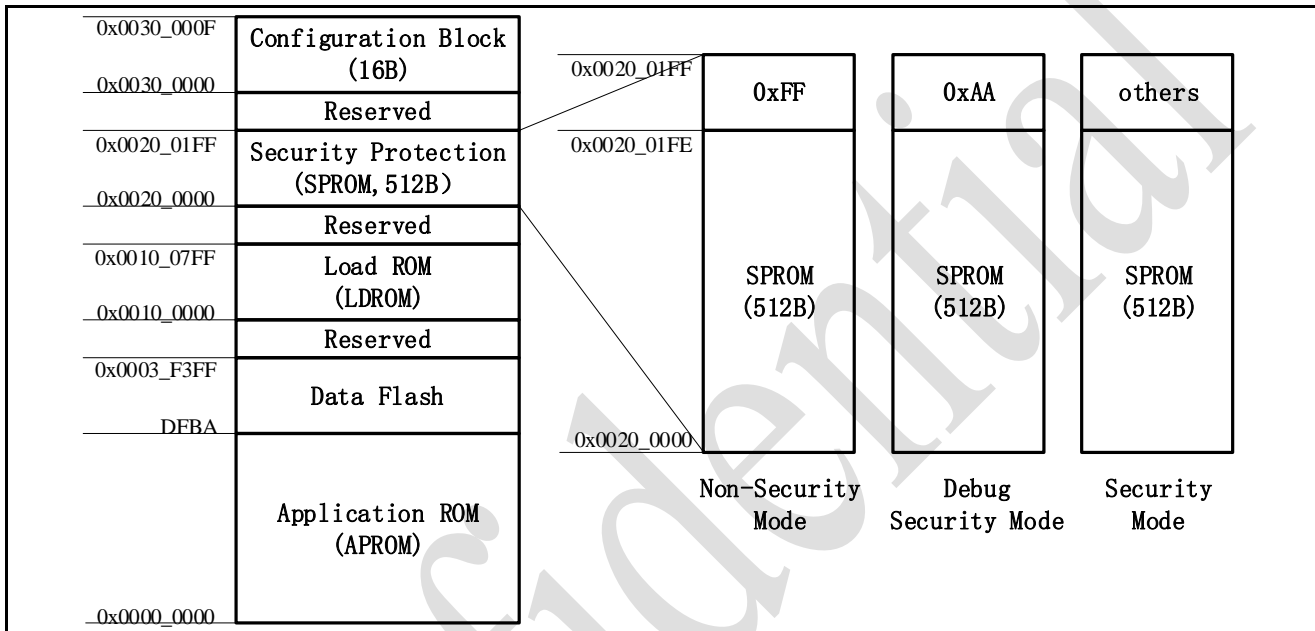 0x0030_000F
Configuration Block
(16B)
0x0030_0000
Reserved
0x0020_01FF
Security Protection
(SPROM,512B)
0x0020_0000
Reserved
0x0010_07FF
Load ROM
(LDROM)
0x0010_0000
Reserved
0x0003_F3FF
Data Flash
DFBA
Application ROM
(APROM)
0x0000_0000
0x0020_01FF
0xFF
0xAA
others
0x0020_01FE
SPROM
(512B)
SPROM
(512B)
SPROM
(512B)
0x0020_0000
Non-Security
Mode
Debug
Security Mode
Security
Mode
fidential